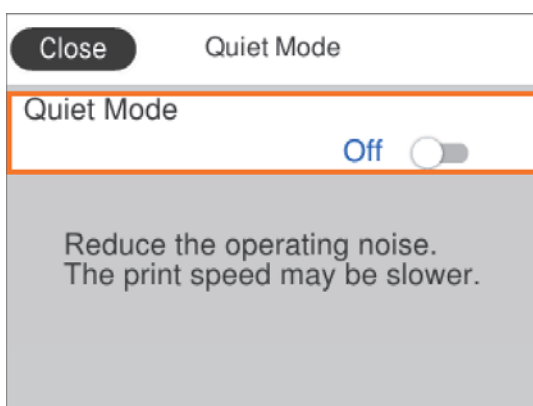 Close
Quiet Mode
Quiet Mode
Off
Reduce the operating noise.
The print speed may be slower.